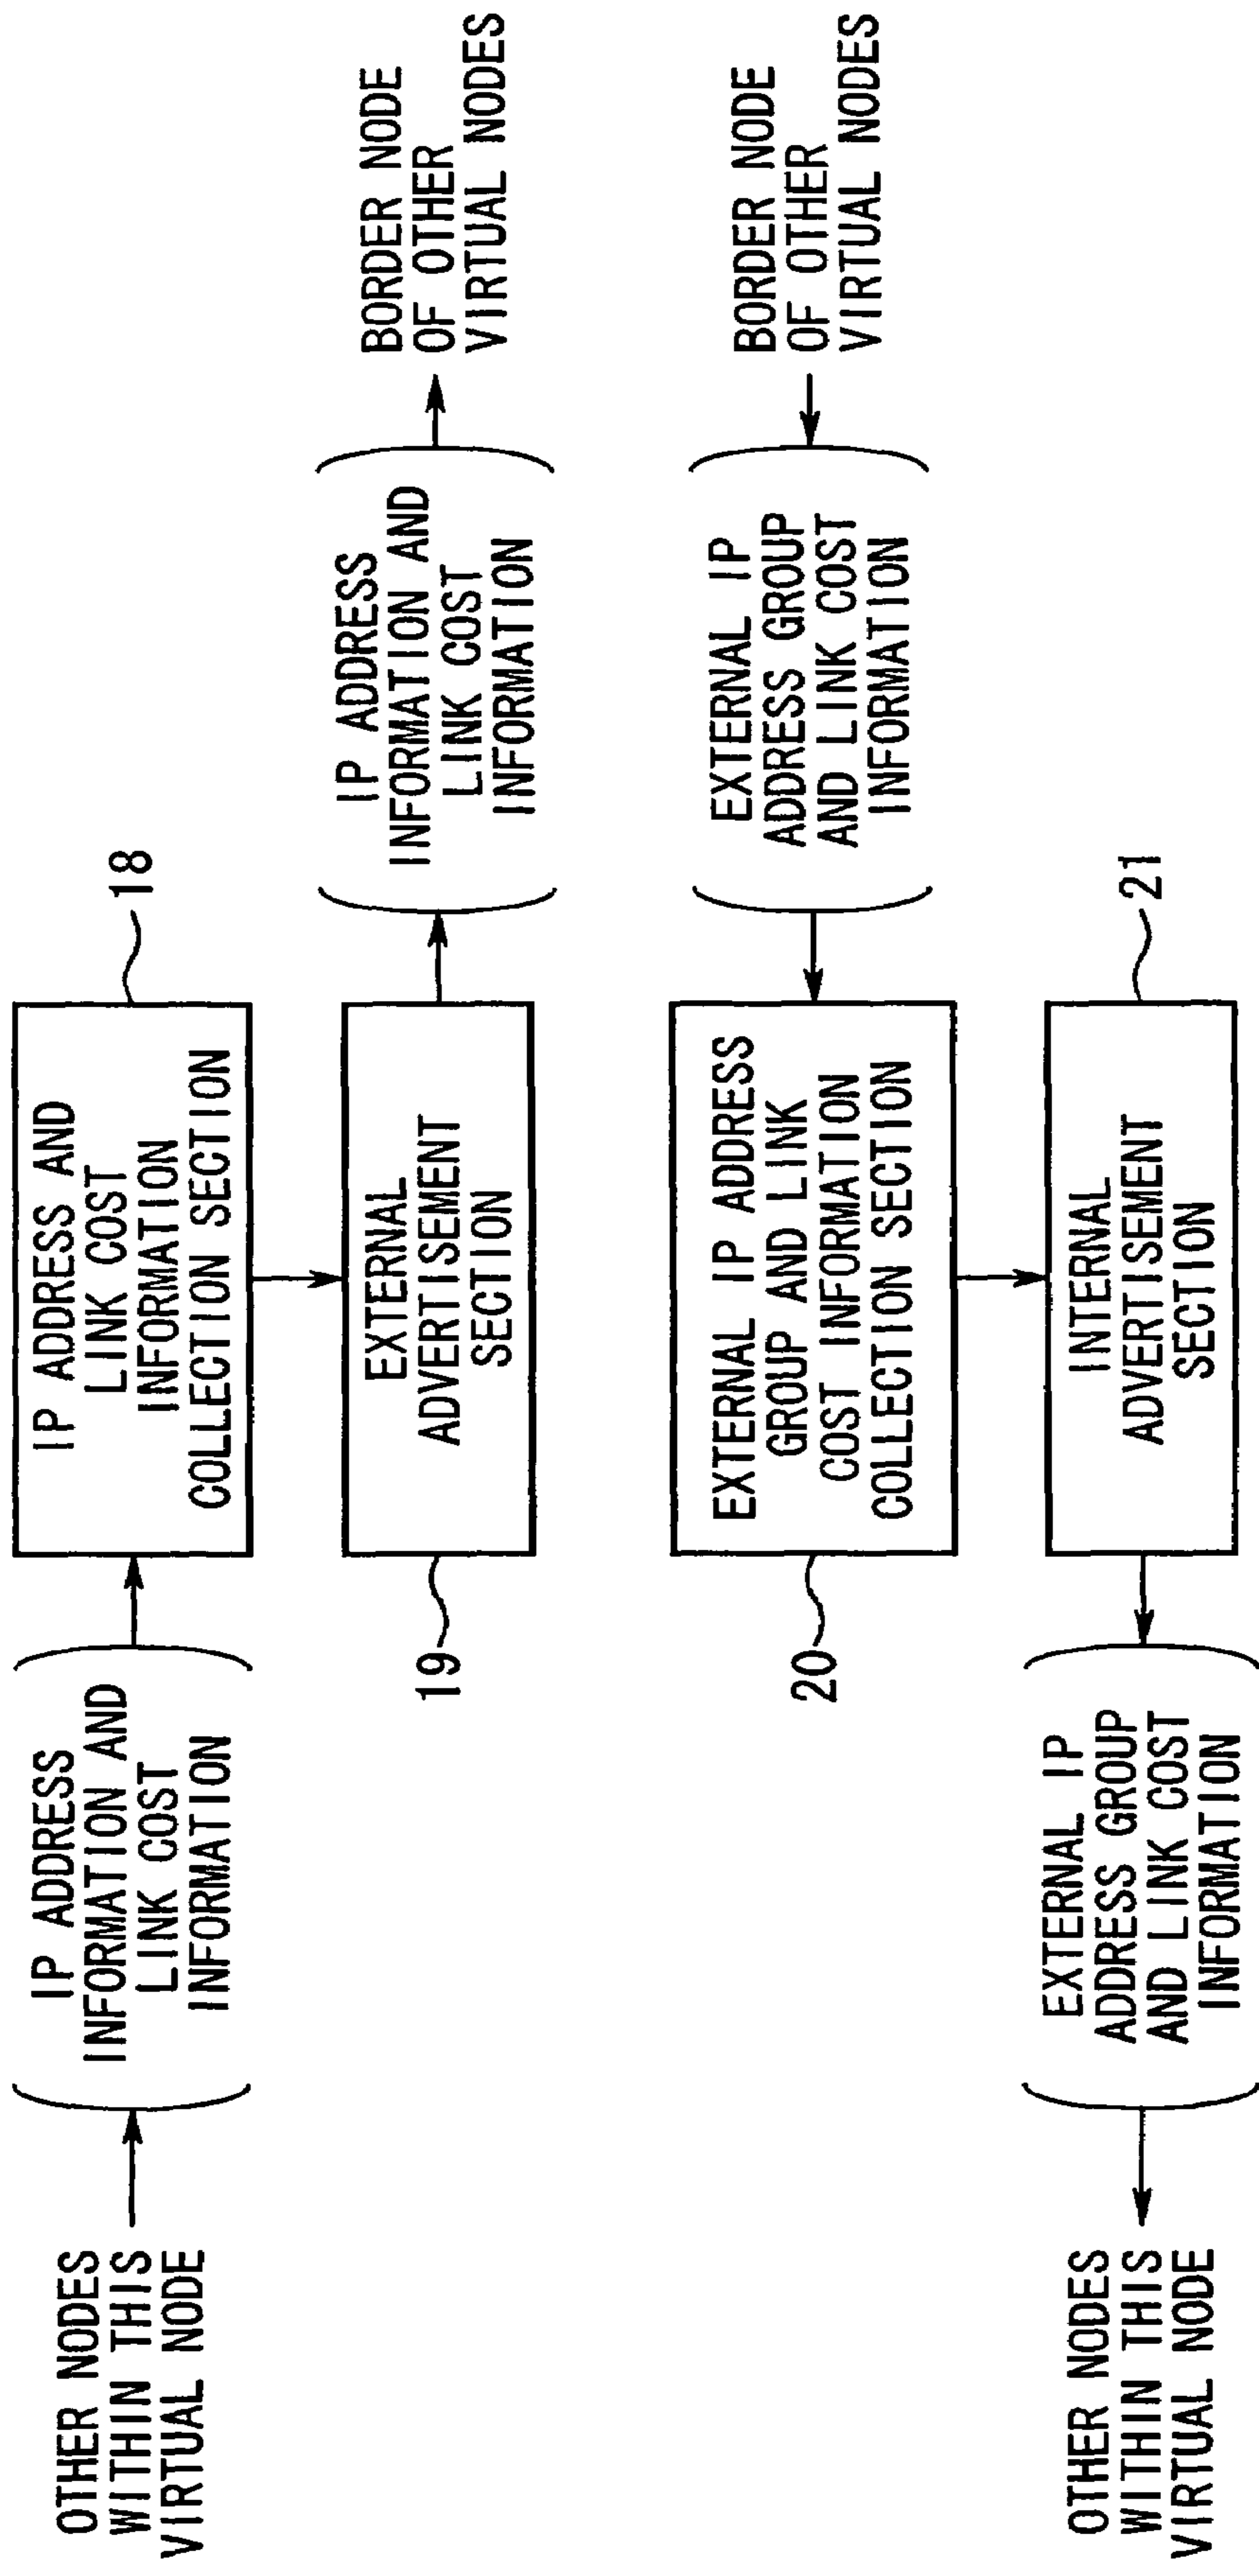 OTHER NODES
WITHIN THIS
VIRTUAL NODE
IP ADDRESS
INFORMATION AND
LINK COST
INFORMATION
IP ADDRESS AND
LINK COST
INFORMATION
COLLECTION SECTION
18
19
EXTERNAL
ADVERTISEMENT
SECTION
IP ADDRESS
INFORMATION AND
LINK COST
INFORMATION
BORDER NODE
OF OTHER
VIRTUAL NODES
20
EXTERNAL IP ADDRESS
GROUP AND LINK
COST INFORMATION
COLLECTION SECTION
EXTERNAL IP
ADDRESS GROUP
AND LINK COST
INFORMATION
BORDER NODE
OF OTHER
VIRTUAL NODES
OTHER NODES
WITHIN THIS
VIRTUAL NODE
EXTERNAL IP
ADDRESS GROUP
AND LINK COST
INFORMATION
INTERNAL
ADVERTISEMENT
SECTION
21